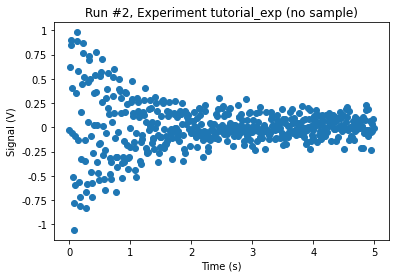 Run #2, Experiment tutorial_exp (no sample)
1
0.75
0.5
0.25
0
-0.25
-0.5
-0.75
-1
Signal (V)
0 1 2 3 4 5
Time (s)